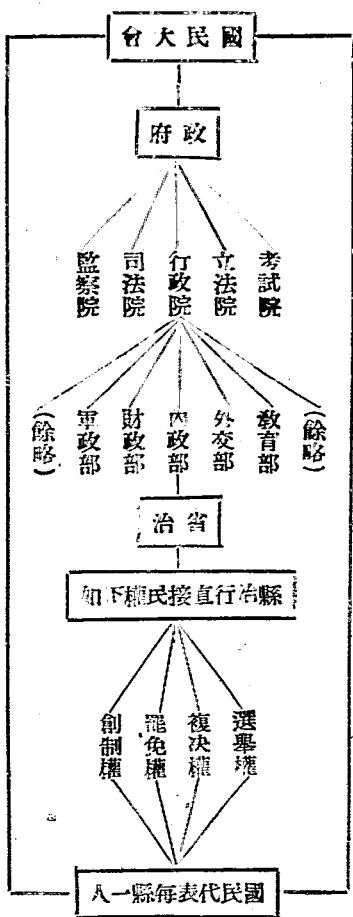 國民大會
政府
考試院
立法院
行政院
司法院
監察院
(餘略)
教育部
外交部
內政部
財政部
軍政部
(餘略)
省治
縣治行直接民權下如
選舉權
複決權
罷免權
創制權
國民代表每縣一人